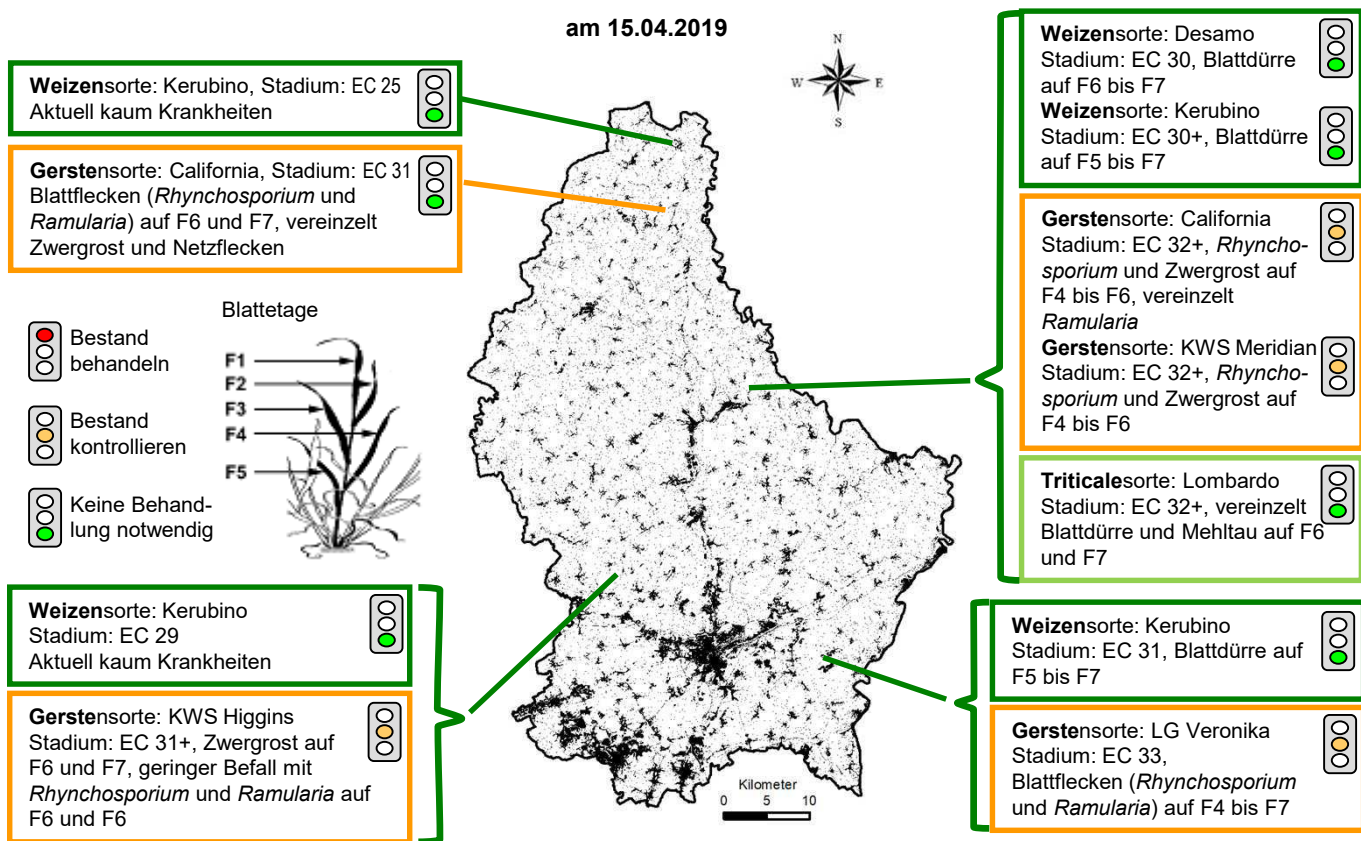 am 15.04.2019
N
W
E
S
Weizensorte: Kerubino, Stadium: EC 25
Aktuell kaum Krankheiten
Gerstensorte: California, Stadium: EC 31
Blattflecken (Rhynchosporium und
Ramularia) auf F6 und F7, vereinzelt
Zwergrost und Netzflecken
Bestand
behandeln
Bestand
kontrollieren
Keine Behand-
lung notwendig
Blattetage
F1
F2
F3
F4
F5
Weizensorte: Kerubino
Stadium: EC 29
Aktuell kaum Krankheiten
Gerstensorte: KWS Higgins
Stadium: EC 31+, Zwergrost auf
F6 und F7, geringer Befall mit
Rhynchosporium und Ramularia auf
F6 und F6
Weizensorte: Desamo
Stadium: EC 30, Blattdürre
auf F6 bis F7
Weizensorte: Kerubino
Stadium: EC 30+, Blattdürre
auf F5 bis F7
Gerstensorte: California
Stadium: EC 32+, Rhyncho-
sporium und Zwergrost auf
F4 bis F6, vereinzelt
Ramularia
Gerstensorte: KWS Meridian
Stadium: EC 32+, Rhyncho-
sporium und Zwergrost auf
F4 bis F6
Triticalesorte: Lombardo
Stadium: EC 32+, vereinzelt
Blattdürre und Mehltau auf F6
und F7
Weizensorte: Kerubino
Stadium: EC 31, Blattdürre auf
F5 bis F7
Gerstensorte: LG Veronika
Stadium: EC 33,
Blattflecken (Rhynchosporium
und Ramularia) auf F4 bis F7
Kilometer
0 5 10